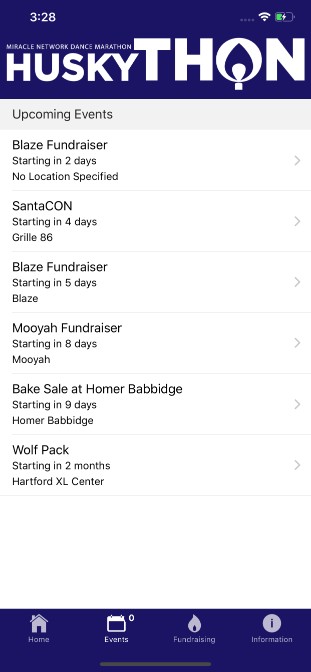 3:28
MIRACLE NETWORK DANCE MARATHON
HUSKYTHON
Upcoming Events
Blaze Fundraiser
Starting in 2 days
No Location Specified
SantaCON
Starting in 4 days
Grille 86
Blaze Fundraiser
Starting in 5 days
Blaze
Mooyah Fundraiser
Starting in 8 days
Mooyah
Bake Sale at Homer Babbidge
Starting in 9 days
Homer Babbidge
Wolf Pack
Starting in 2 months
Hartford XL Center
0
Home
Events
Fundraising
Information